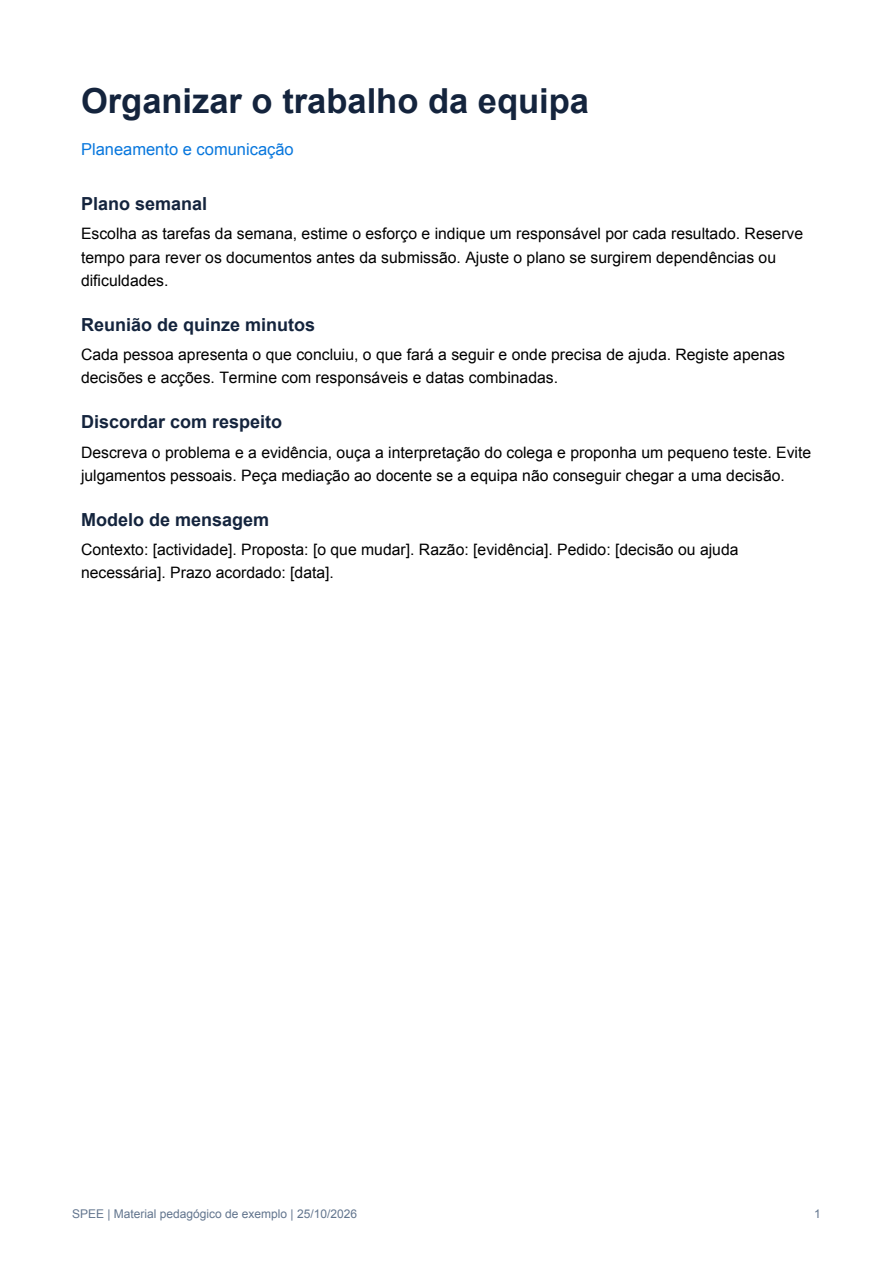 Organizar o trabalho da equipa
Planeamento e comunicação
Plano semanal
Escolha as tarefas da semana, estime o esforço e indique um responsável por cada resultado. Reserve
tempo para rever os documentos antes da submissão. Ajuste o plano se surgirem dependências ou
dificuldades.
Reunião de quinze minutos
Cada pessoa apresenta o que concluiu, o que fará a seguir e onde precisa de ajuda. Registe apenas
decisões e acções. Termine com responsáveis e datas combinadas.
Discordar com respeito
Descreva o problema e a evidência, ouça a interpretação do colega e proponha um pequeno teste. Evite
julgamentos pessoais. Peça mediação ao docente se a equipa não conseguir chegar a uma decisão.
Modelo de mensagem
Contexto: [actividade]. Proposta: [o que mudar]. Razão: [evidência]. Pedido: [decisão ou ajuda
necessária]. Prazo acordado: [data].
SPEE | Material pedagógico de exemplo | 25/10/2026 1